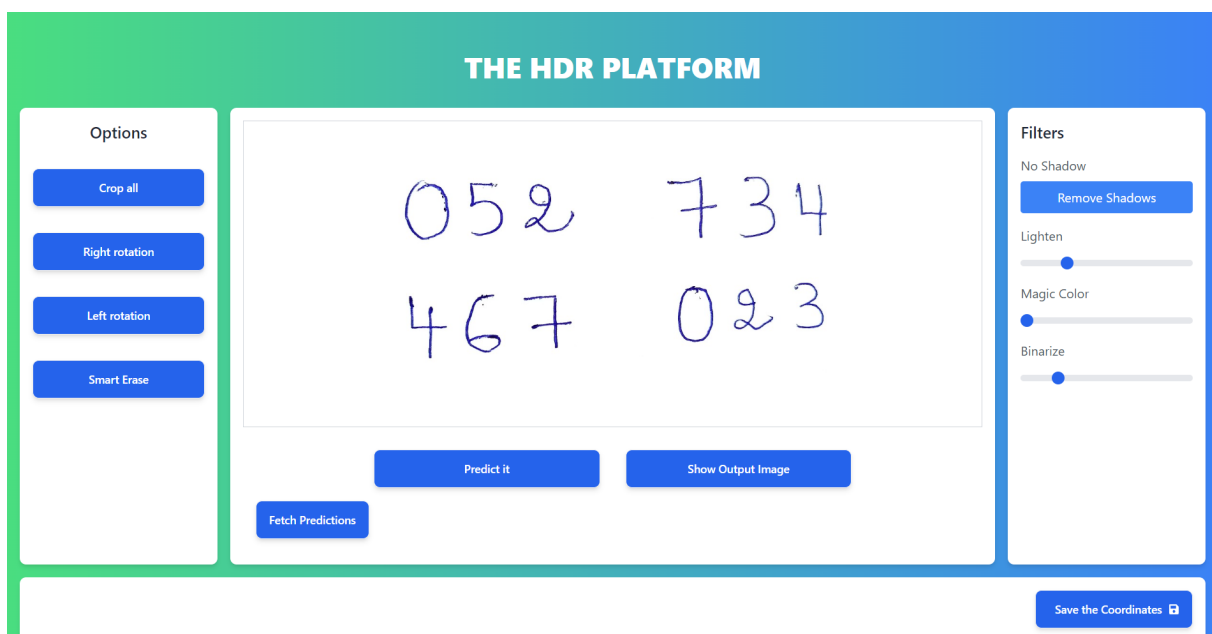 THE HDR PLATFORM
Options
Crop all
Right rotation
Left rotation
Smart Erase
052 734
467 023
Predict it Show Output Image
Fetch Predictions
Filters
No Shadow
Remove Shadows
Lighten
Magic Color
Binarize
Save the Coordinates